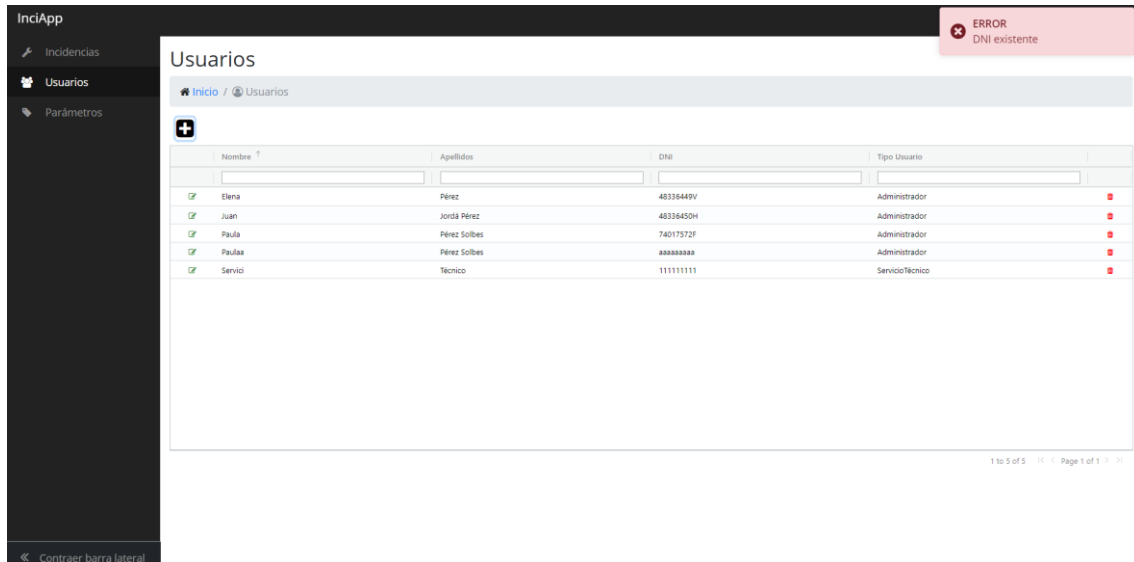 InciApp
ERROR
DNI existente
Incidencias
Usuarios
Parámetros
Usuarios
Inicio / Usuarios
Nombre Apellidos DNI Tipo Usuario
Elena Pérez 48336449V Administrador
Juan Jordá Pérez 48336450H Administrador
Paula Pérez Solbes 74017572F Administrador
Paulaa Pérez Solbes aaaaaaaaa Administrador
Servici Técnico 111111111 ServicioTécnico
1 to 5 of 5 Page 1 of 1
Contraer barra lateral